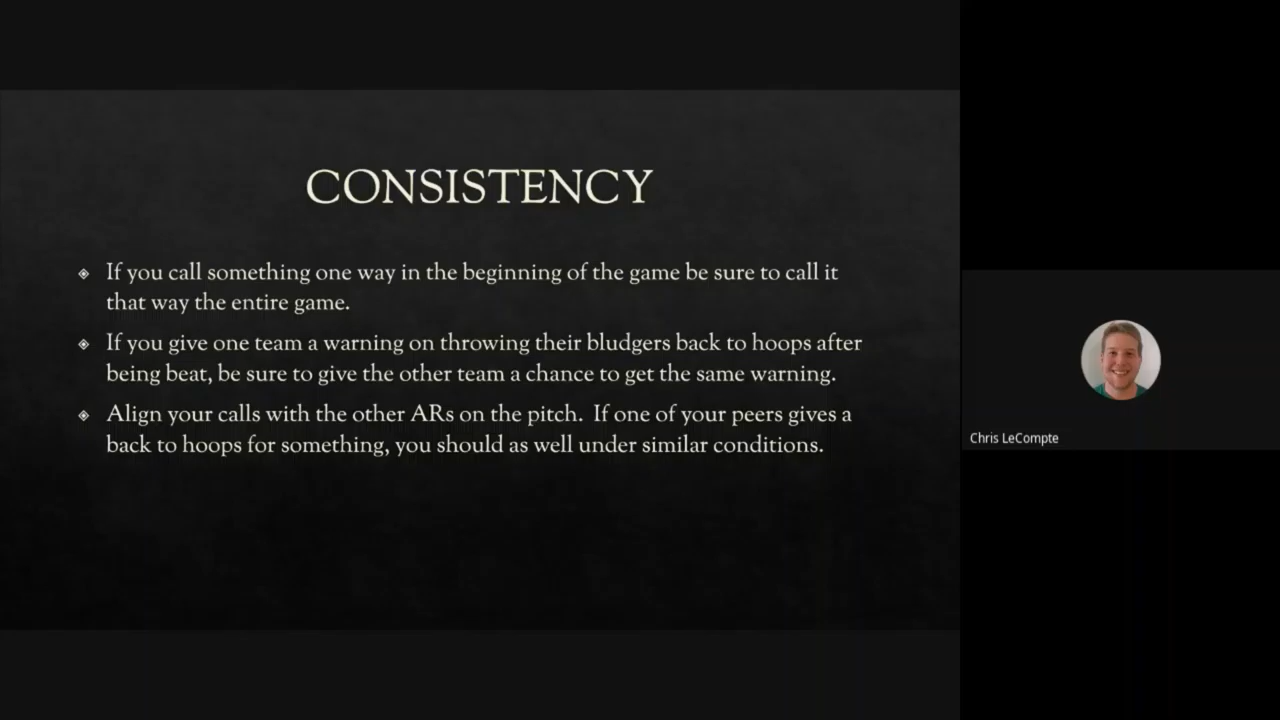 CONSISTENCY
If you call something one way in the beginning of the game be sure to call it
that way the entire game.
If you give one team a warning on throwing their bludgers back to hoops after
being beat, be sure to give the other team a chance to get the same warning.
Align your calls with the other ARs on the pitch.  If one of your peers gives a
back to hoops for something, you should as well under similar conditions.
Chris LeCompte